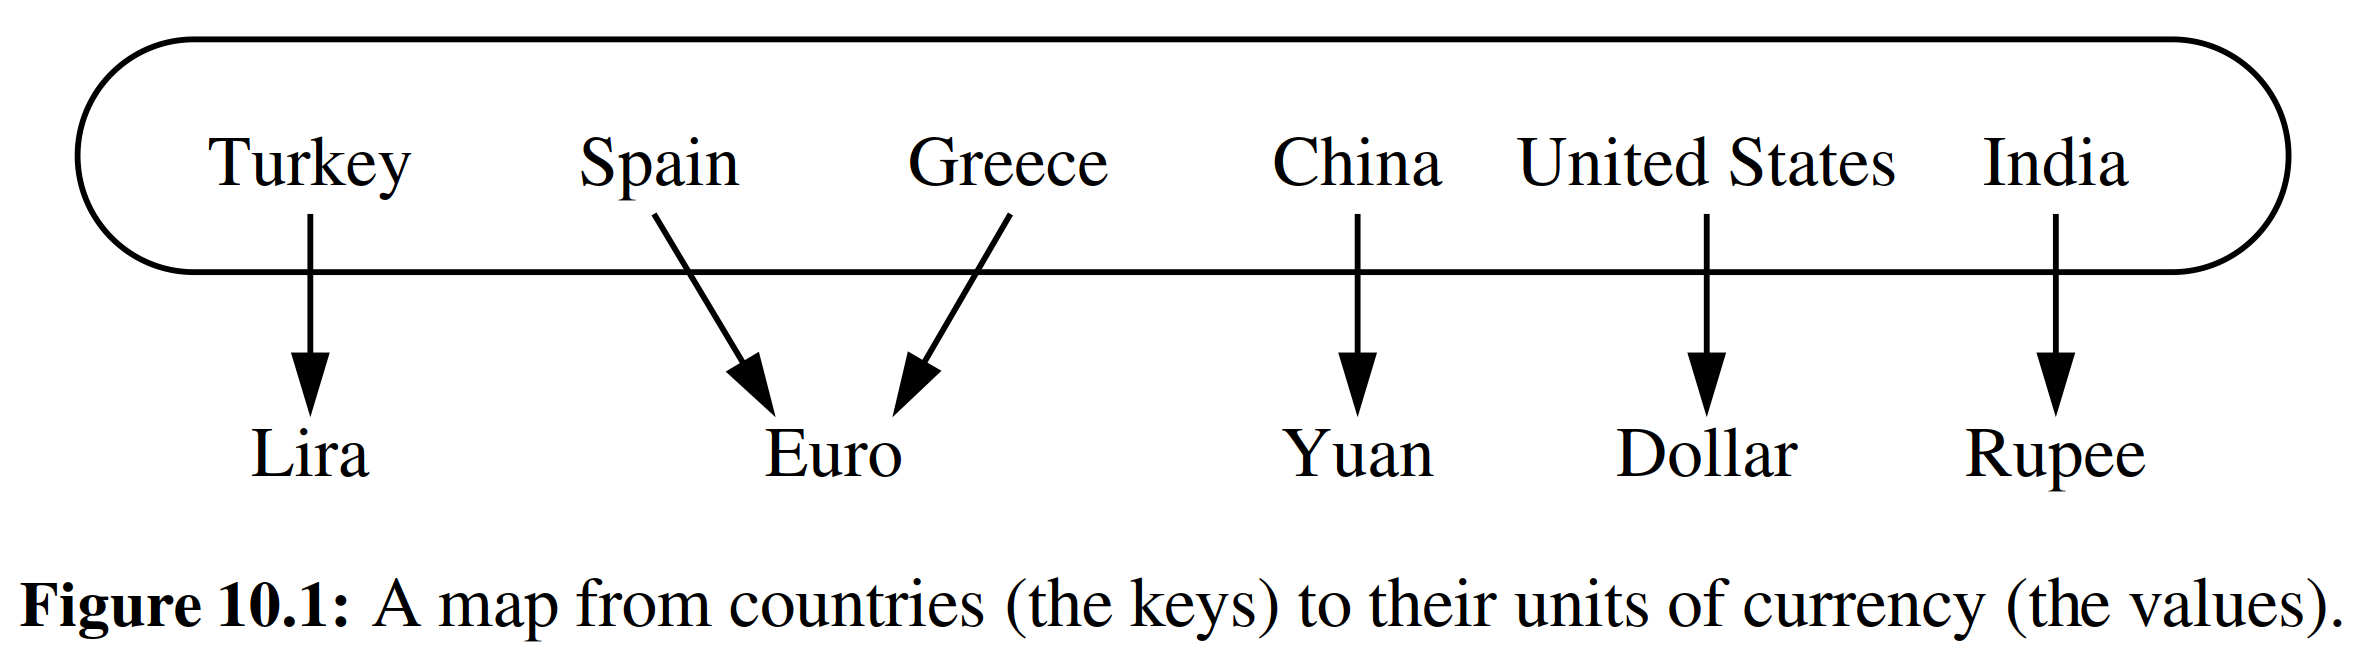 Turkey Spain Greece China United States India
Lira Euro Yuan Dollar Rupee
Figure 10.1: A map from countries (the keys) to their units of currency (the values).